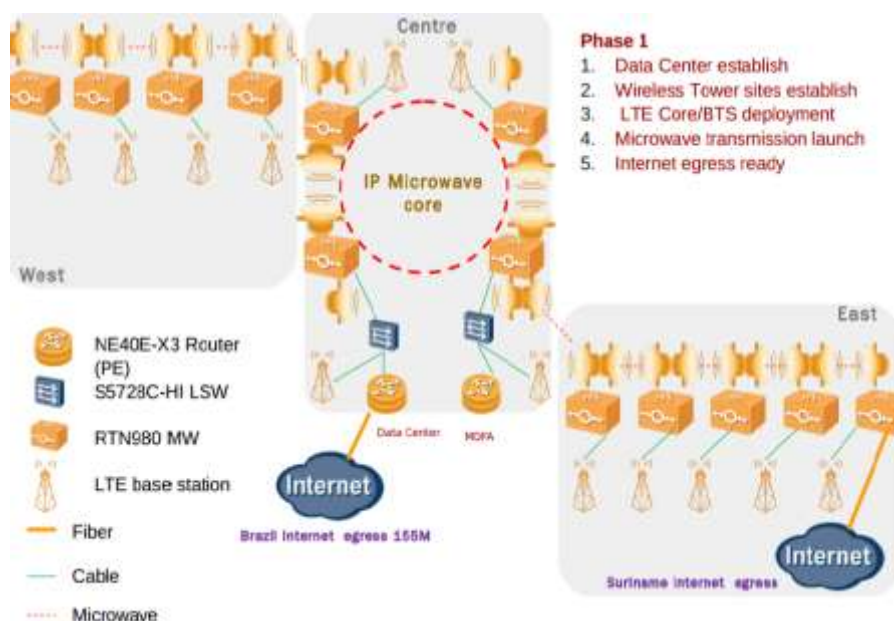 Centre
Phase 1
1. Data Center establish
2. Wireless Tower sites establish
3. LTE Core/BTS deployment
4. Microwave transmission launch
5. Internet egress ready
IP Microwave
core
West
East
NE40E-X3 Router
(PE)
S5728C-HI LSW
RTN980 MW
LTE base station
Fiber
Cable
Microwave
Data Center
MOFA
Internet
Brazil Internet egress 155M
Internet
Suriname internet egress